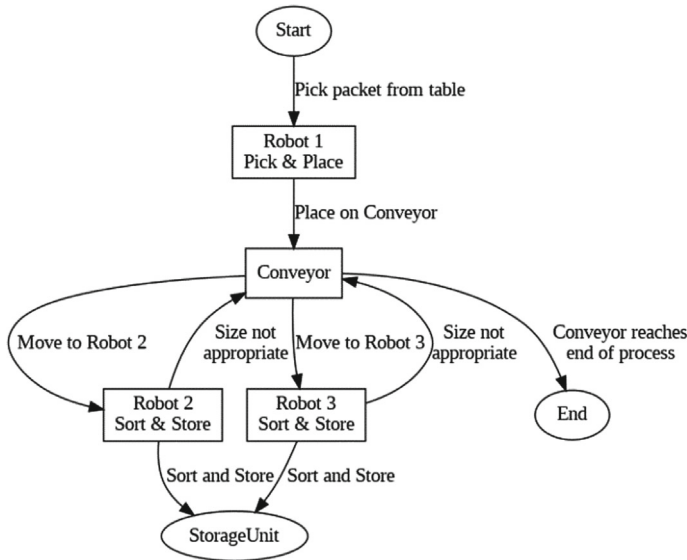 Start
Pick packet from table
Robot 1
Pick & Place
Place on Conveyor
Conveyor
Move to Robot 2
Size not
appropriate
Move to Robot 3
Size not
appropriate
Conveyor reaches
end of process
Robot 2
Sort & Store
Robot 3
Sort & Store
End
Sort and Store
Sort and Store
StorageUnit